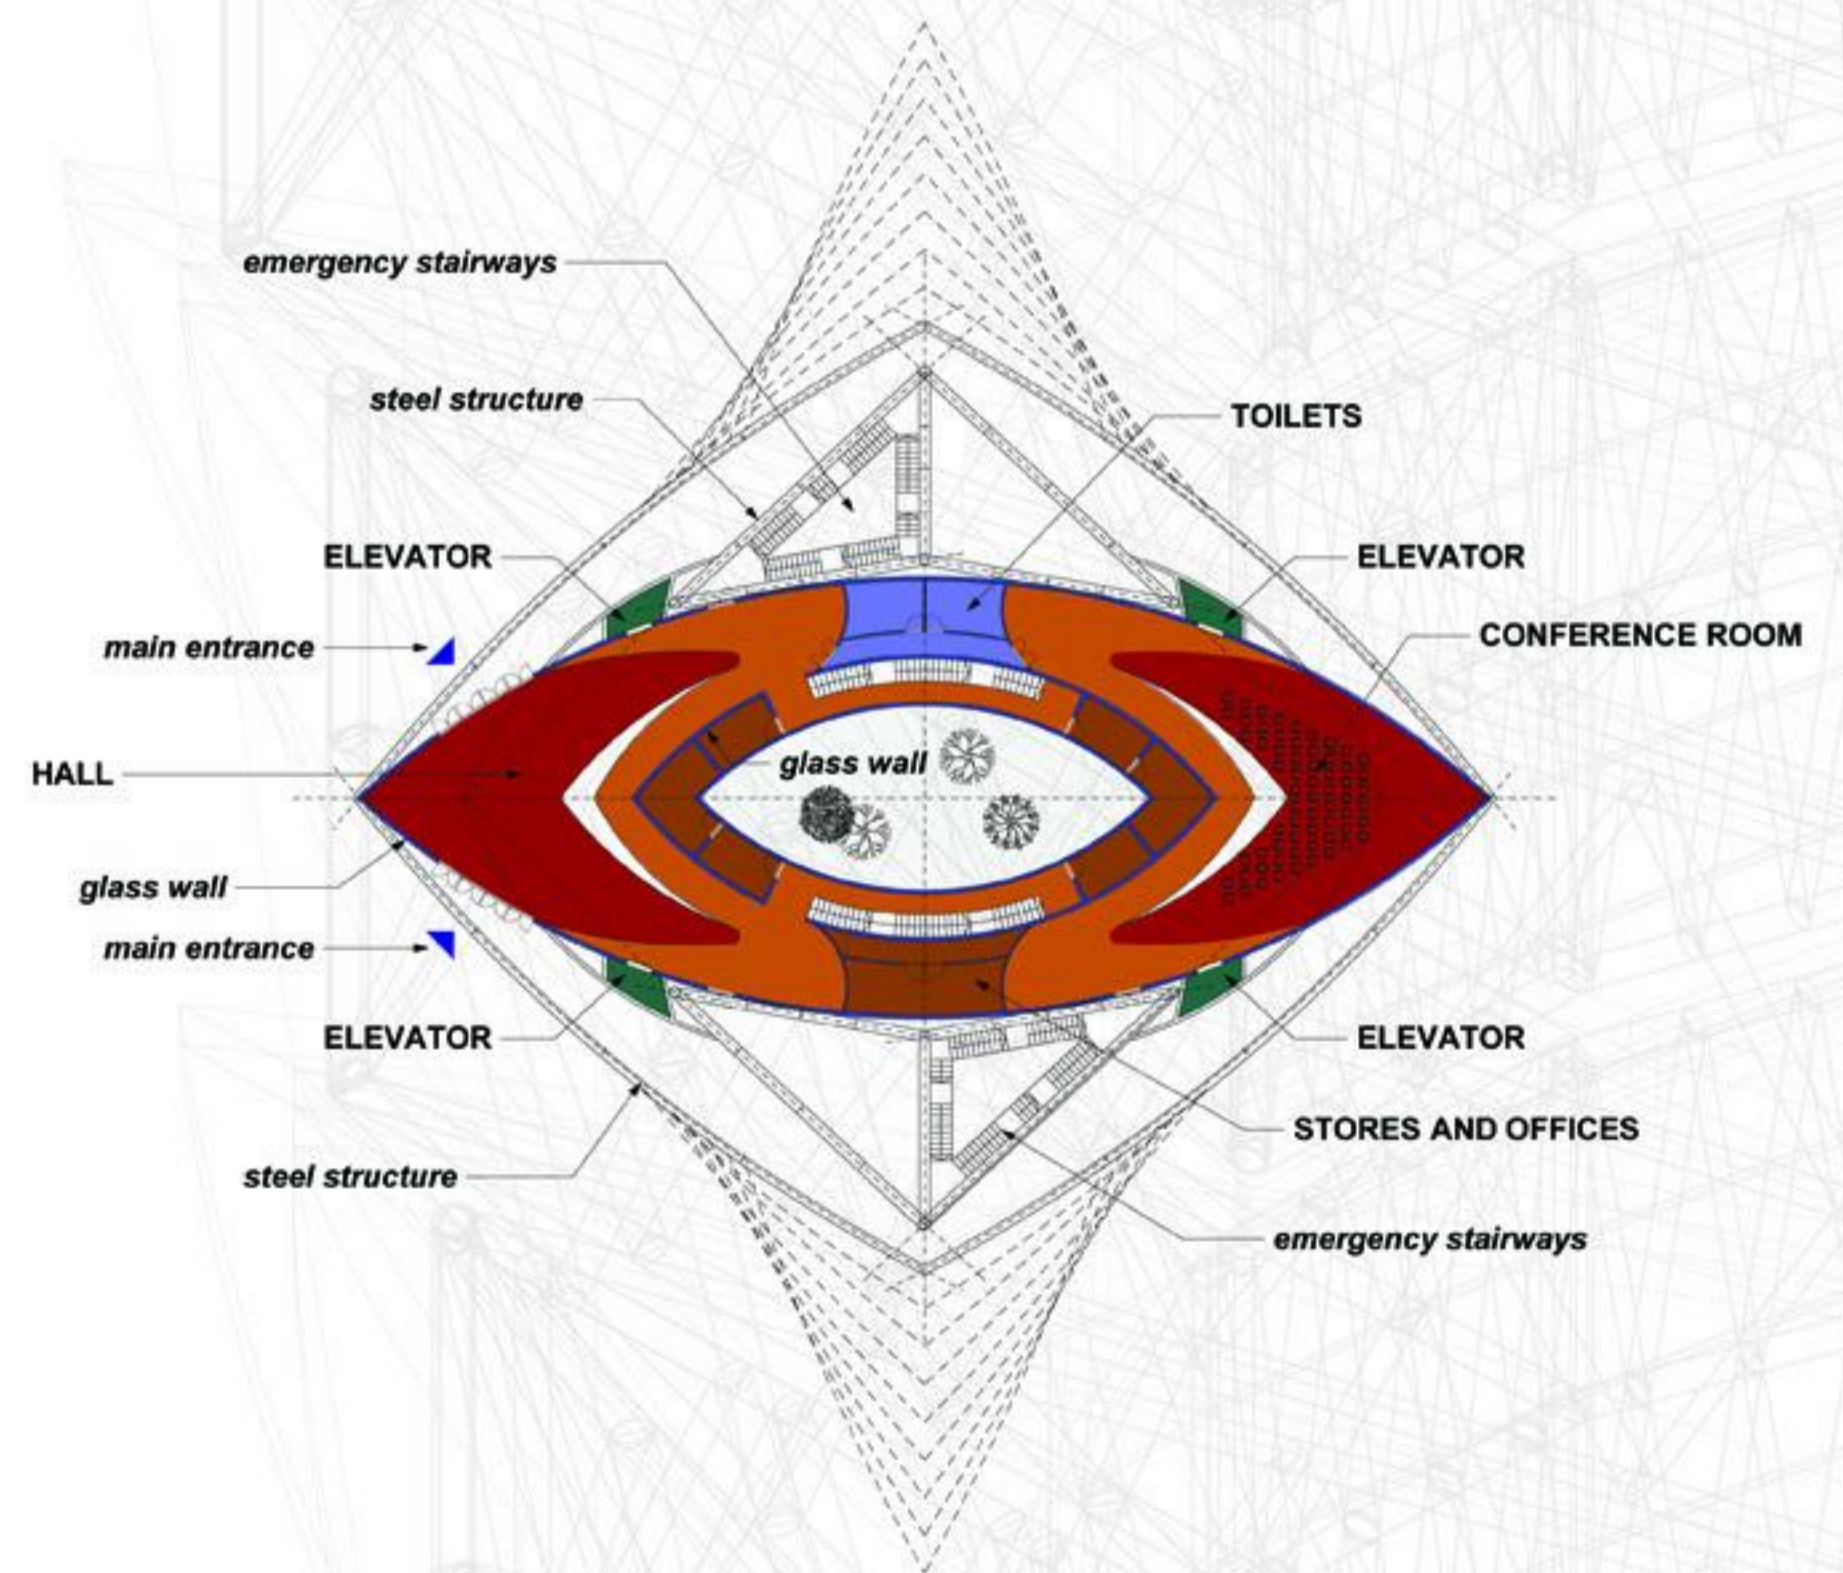 emergency stairways
steel structure
TOILETS
ELEVATOR
ELEVATOR
CONFERENCE ROOM
main entrance
glass wall
HALL
glass wall
main entrance
ELEVATOR
ELEVATOR
STORES AND OFFICES
steel structure
emergency stairways